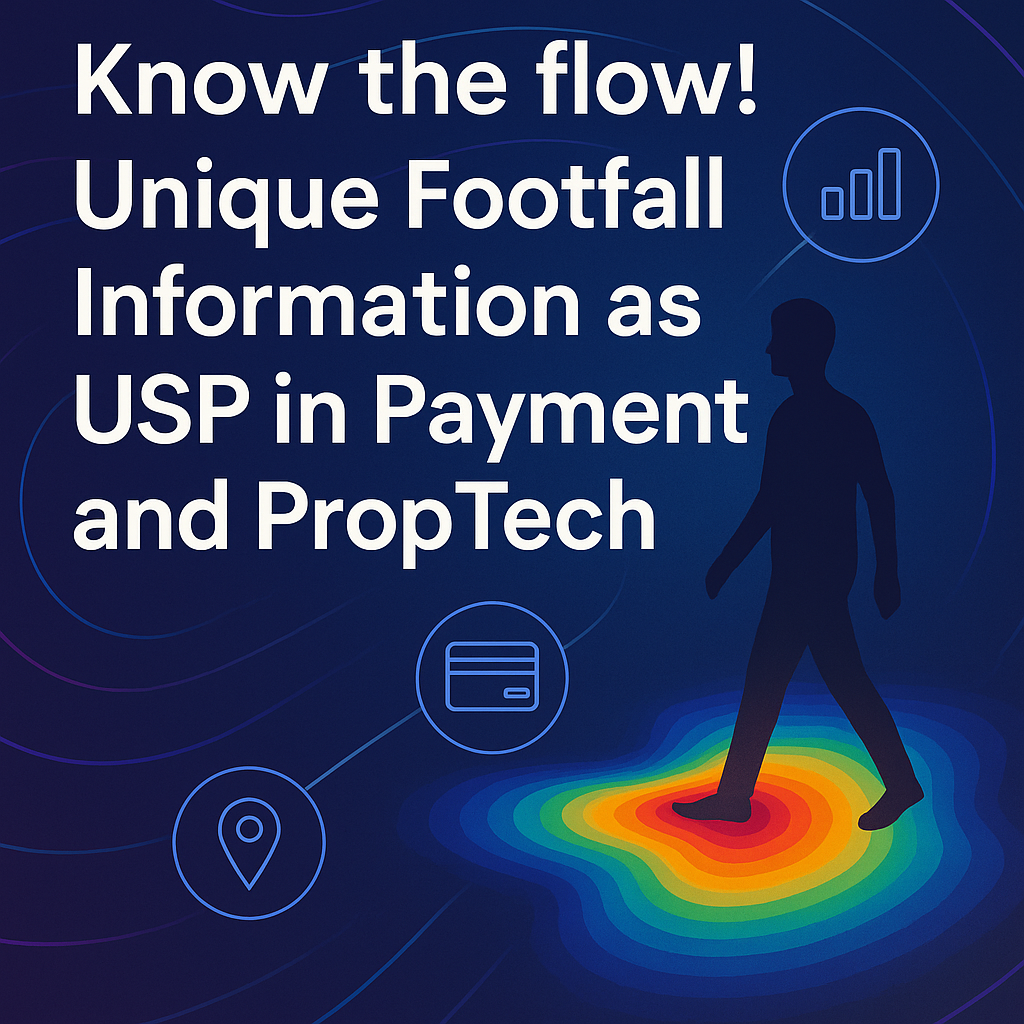 Know the flow!
Unique Footfall
Information as
USP in Payment
and PropTech